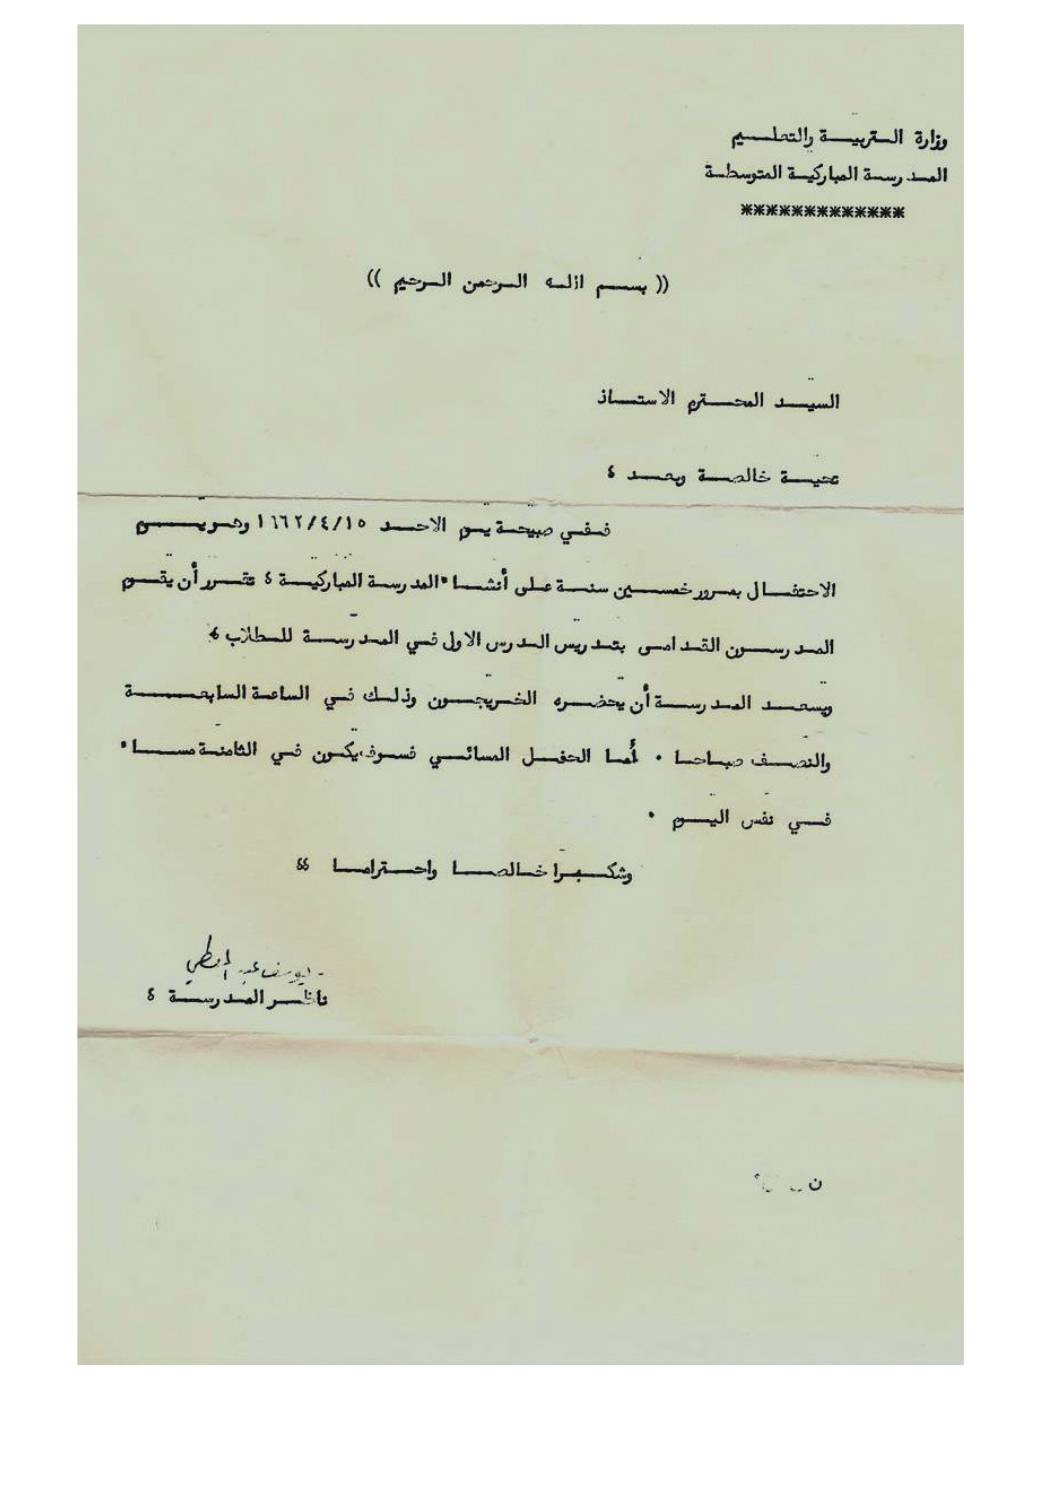 وزارة التربية والتعليم
المدرسة المباركية المتوسطة
*************
(( بسم الله الرحمن الرحيم ))
السيد المحترم الاستاذ
تحية خالصة وبعد ،
ففي صبيحة يوم الاحد ١٩٦٢/٤/١٥ وهو يوم
الاحتفال بمرور خمسين سنة على أنشاء المدرسة المباركية ، تقرر أن يقوم
المدرسون القدامى بتدريس الدرس الاول في المدرسة للطلاب ،
ويسعد المدرسة أن يحضره الخريجون وذلك في الساعة السابعة
والنصف صباحا . أما الحفل المسائي فسوف يكون في الثامنة مساء
في نفس اليوم .
وشكرا خالصا واحتراما ،،
يوسف عبد المعطي
ناظر المدرسة ،